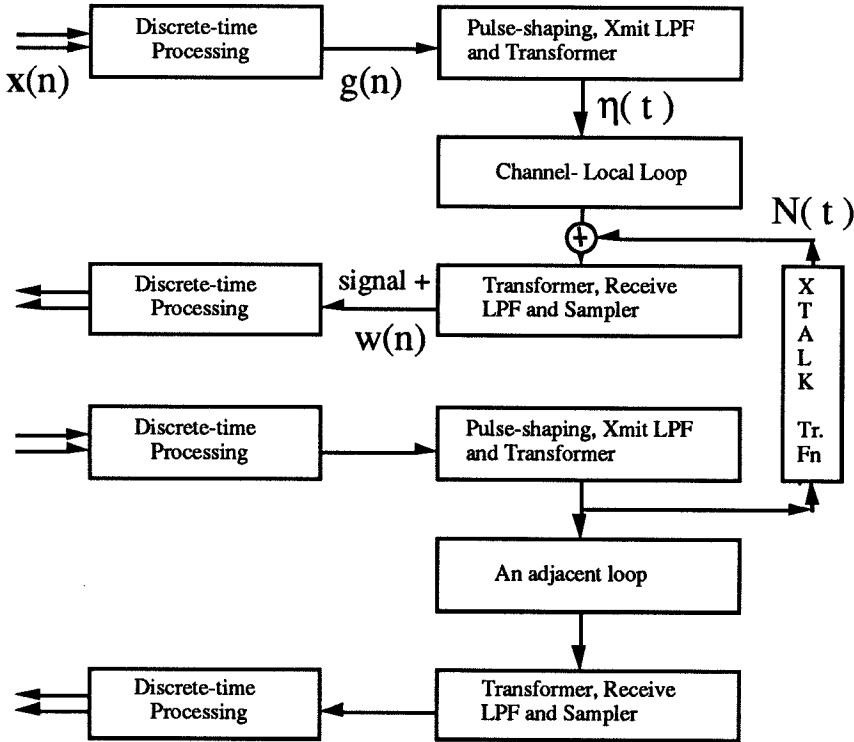 Discrete-time
Processing
Pulse-shaping, Xmit LPF
and Transformer
x(n)
g(n)
η( t )
Channel- Local Loop
N( t )
+
Discrete-time
Processing
signal +
w(n)
Transformer, Receive
LPF and Sampler
X
T
A
L
K
Tr.
Fn
Discrete-time
Processing
Pulse-shaping, Xmit LPF
and Transformer
An adjacent loop
Discrete-time
Processing
Transformer, Receive
LPF and Sampler